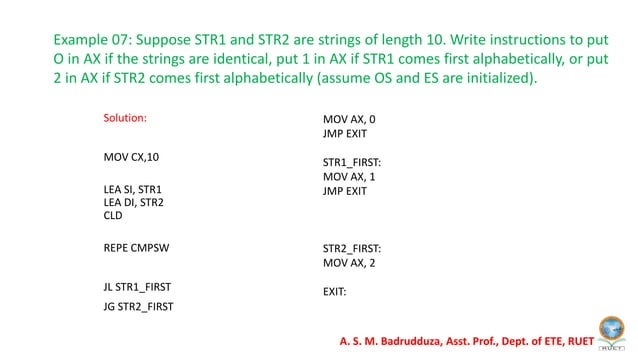 Example 07: Suppose STR1 and STR2 are strings of length 10. Write instructions to put
O in AX if the strings are identical, put 1 in AX if STR1 comes first alphabetically, or put
2 in AX if STR2 comes first alphabetically (assume OS and ES are initialized).
Solution:
MOV CX,10
LEA SI, STR1
LEA DI, STR2
CLD
REPE CMPSW
JL STR1_FIRST
JG STR2_FIRST
MOV AX, 0
JMP EXIT
STR1_FIRST:
MOV AX, 1
JMP EXIT
STR2_FIRST:
MOV AX, 2
EXIT:
A. S. M. Badrudduza, Asst. Prof., Dept. of ETE, RUET
RUET